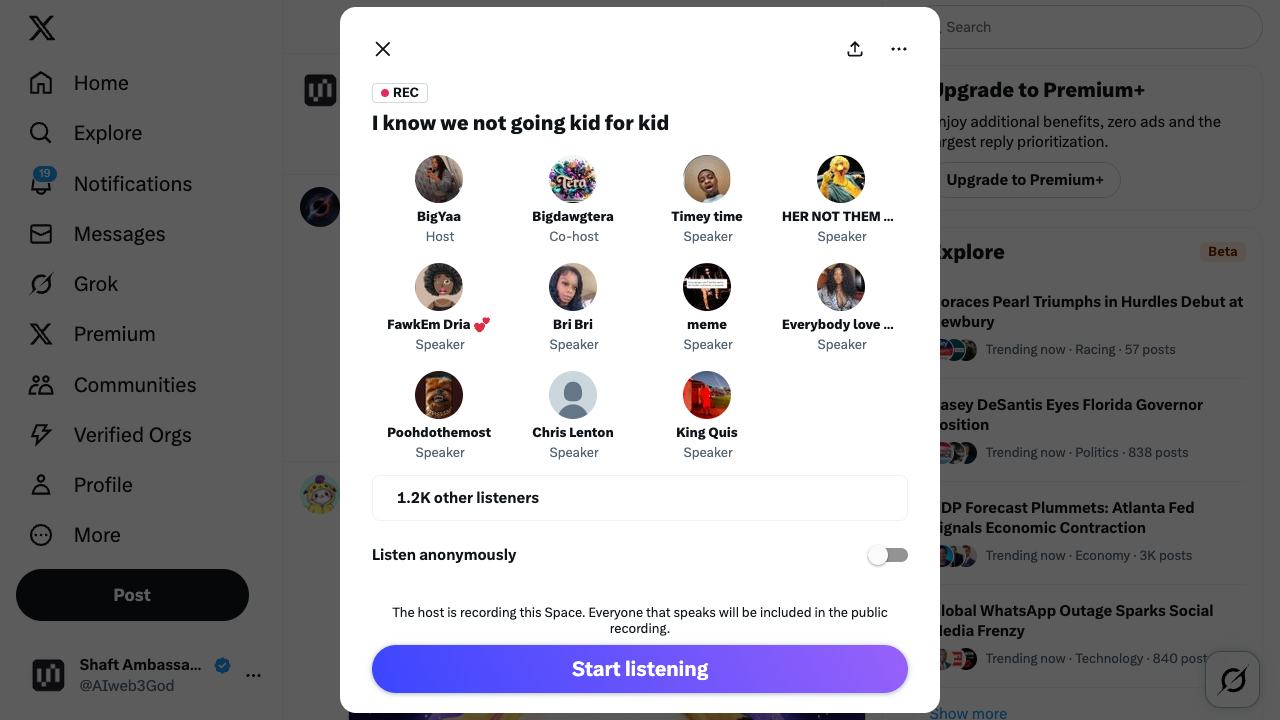 Home
Explore
19
Notifications
Messages
Grok
Premium
Communities
Verified Orgs
Profile
More
Post
Shaft Ambassa...
@AIweb3God
REC
I know we not going kid for kid
BigYaa
Host
Bigdawgtera
Co-host
Timey time
Speaker
HER NOT THEM ...
Speaker
FawkEm Dria 💕
Speaker
Bri Bri
Speaker
meme
Speaker
Everybody love ...
Speaker
Poohdothemost
Speaker
Chris Lenton
Speaker
King Quis
Speaker
1.2K other listeners
Listen anonymously
The host is recording this Space. Everyone that speaks will be included in the public
recording.
Start listening
Search
Upgrade to Premium+
njoy additional benefits, zero ads and the
argest reply prioritization.
Upgrade to Premium+
xplore
Beta
oraces Pearl Triumphs in Hurdles Debut at
ewbury
Trending now · Racing · 57 posts
asey DeSantis Eyes Florida Governor
osition
Trending now · Politics · 838 posts
DP Forecast Plummets: Atlanta Fed
ignals Economic Contraction
Trending now · Economy · 3K posts
lobal WhatsApp Outage Sparks Social
edia Frenzy
Trending now · Technology · 840 post
Show more